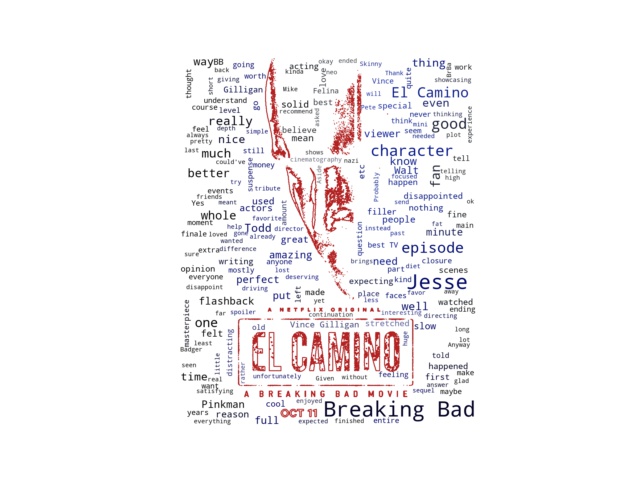 way BB going acting okay ended Skinny thing BrBa work
thought short back giving worth kinda love neo Thank quite showcasing
Gilligan Mike Felina Vince will El Camino
understand go solid best Pete special even
course level recommend asked never thinking experience
really believe think mini good
feel depth simple mean viewer seem needed plot
always pretty nice
last much still shows character tell
could've money cinematography nazi know
better suspense Aside etc Walt fan telling
try tribute Probably focused happen high
events
friends used disappointed
Yes meant actors amount send ok
whole favorite filler nothing fine
moment help Todd director question people fat main
finale loved gone already instead past minute
wanted great
sure extra difference best TV episode
writing amazing brings need closure
opinion mostly anyone lost part diet scenes
everyone perfect deserving expecting kind Jesse
disappoint driving left made place faces favor away
flashback put yet less watched
masterpiece far spoiler A NETFLIX ORIGINAL interesting well ending
one continuation directing
old Vince Gilligan stretched slow long
felt distracting EL CAMINO huge lot
least Anyway
Badger told
seen little happened
time real rather unfortunately Given without feeling first make
want answer glad
satisfying A BREAKING BAD MOVIE sequel maybe
Pinkman cool enjoyed
years reason OCT 11 Breaking Bad
everything full expected finished entire